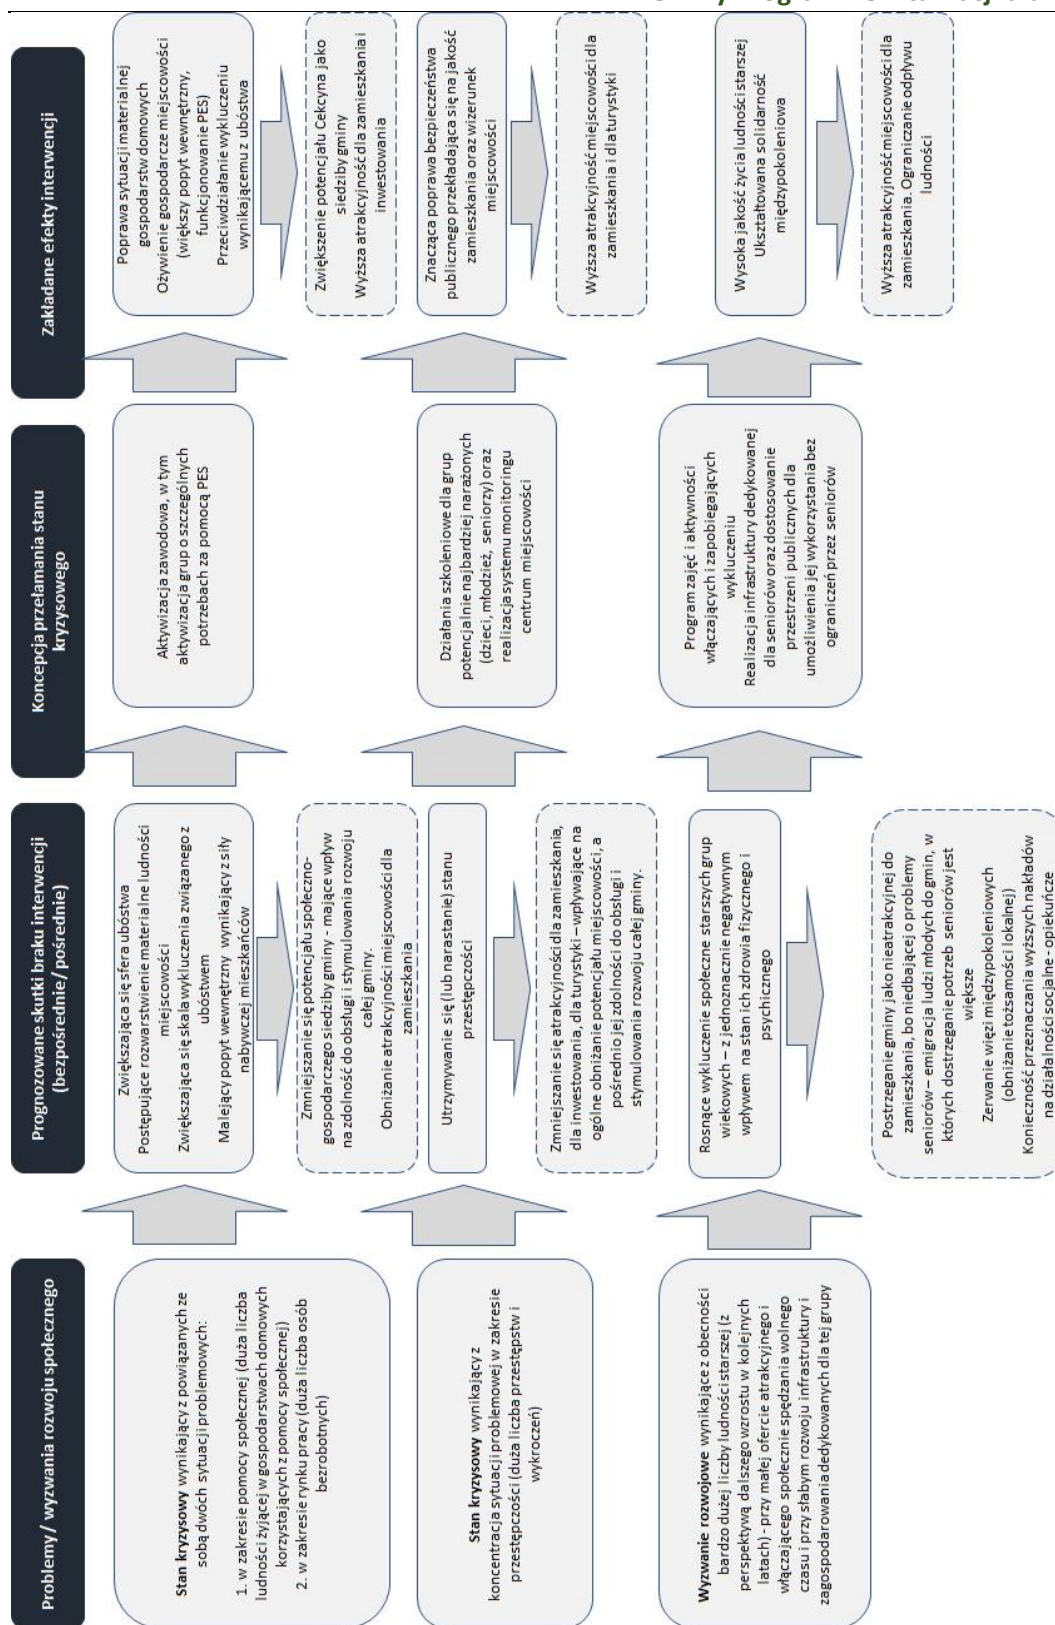 Problemy / wyzwania rozwoju społecznego
Prognozowane skutki braku interwencji
(bezpośrednie/ pośrednie)
Koncepcja przełamania stanu
kryzysowego
Zakładane efekty interwencji
Stan kryzysowy wynikający z powiązanych ze
sobą dwóch sytuacji problemowych:
1. w zakresie pomocy społecznej (duża liczba
ludności żyjącej w gospodarstwach domowych
korzystających z pomocy społecznej)
2. w zakresie rynku pracy (duża liczba osób
bezrobotnych)
Zwiększająca się sfera ubóstwa
Postępujące rozwarstwienie materialne ludności
miejscowości
Zwiększająca się skala wykluczenia związanego z
ubóstwem
Malejący popyt wewnętrzny wynikający z siły
nabywczej mieszkańców
Aktywizacja zawodowa, w tym
aktywizacja grup o szczególnych
potrzebach za pomocą PES
Poprawa sytuacji materialnej
gospodarstw domowych
Ożywienie gospodarcze miejscowości
(większy popyt wewnętrzny,
funkcjonowanie PES)
Przeciwdziałanie wykluczeniu
wynikającemu z ubóstwa
Zmniejszanie się potencjału społeczno-
gospodarczego siedziby gminy - mające wpływ
na zdolność do obsługi i stymulowania rozwoju
całej gminy.
Obniżanie atrakcyjności miejscowości dla
zamieszkania
Zwiększenie potencjału Cekcyna jako
siedziby gminy
Wyższa atrakcyjność dla zamieszkania i
inwestowania
Stan kryzysowy wynikający z
koncentracja sytuacji problemowej w zakresie
przestępczości (duża liczba przestępstw i
wykroczeń)
Utrzymywanie się (lub narastanie) stanu
przestępczości
Działania szkoleniowe dla grup
potencjalnie najbardziej narażonych
(dzieci, młodzież, seniorzy) oraz
realizacja systemu monitoringu
centrum miejscowości
Znacząca poprawa bezpieczeństwa
publicznego przekładająca się na jakość
zamieszkania oraz wizerunek
miejscowości
Zmniejszanie się atrakcyjności dla zamieszkania,
dla inwestowania, dla turystyki – wpływające na
ogólne obniżanie potencjału miejscowości, a
pośrednio jej zdolności do obsługi i
stymulowania rozwoju całej gminy.
Wyższa atrakcyjność miejscowości dla
zamieszkania i dla turystyki
Wyzwanie rozwojowe wynikające z obecności
bardzo dużej liczby ludności starszej (z
perspektywą dalszego wzrostu w kolejnych
latach) - przy małej ofercie atrakcyjnego i
włączającego społecznie spędzania wolnego
czasu i przy słabym rozwoju infrastruktury i
zagospodarowania dedykowanych dla tej grupy
Rosnące wykluczenie społeczne starszych grup
wiekowych – z jednoznacznie negatywnym
wpływem na stan ich zdrowia fizycznego i
psychicznego
Program zajęć i aktywności
włączających i zapobiegających
wykluczeniu
Realizacja infrastruktury dedykowanej
dla seniorów oraz dostosowanie
przestrzeni publicznych dla
umożliwienia jej wykorzystania bez
ograniczeń przez seniorów
Wysoka jakość życia ludności starszej
Ukształtowana solidarność
międzypokoleniowa
Postrzeganie gminy jako nieatrakcyjnej do
zamieszkania, bo niedbającej o problemy
seniorów – emigracja ludzi młodych do gmin, w
których dostrzeganie potrzeb seniorów jest
większe
Zerwanie więzi międzypokoleniowych
(obniżanie tożsamości lokalnej)
Konieczność przeznaczania wyższych nakładów
na działalności socjalne - opiekuńcze
Wyższa atrakcyjność miejscowości dla
zamieszkania. Ograniczanie odpływu
ludności